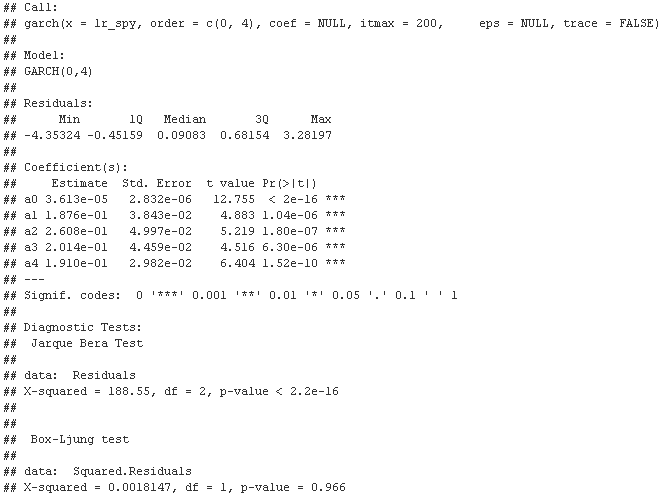 ## Call:
## garch(x = lr_spy, order = c(0, 4), coef = NULL, itmax = 200,     eps = NULL, trace = FALSE)
##
## Model:
## GARCH(0,4)
##
## Residuals:
##      Min       1Q   Median       3Q      Max
## -4.35324 -0.45159  0.09083  0.68154  3.28197
##
## Coefficient(s):
##     Estimate  Std. Error  t value Pr(>|t|)
## a0 3.613e-05   2.832e-06   12.755  < 2e-16 ***
## a1 1.876e-01   3.843e-02    4.883 1.04e-06 ***
## a2 2.608e-01   4.997e-02    5.219 1.80e-07 ***
## a3 2.014e-01   4.459e-02    4.516 6.30e-06 ***
## a4 1.910e-01   2.982e-02    6.404 1.52e-10 ***
## ---
## Signif. codes:  0 '***' 0.001 '**' 0.01 '*' 0.05 '.' 0.1 ' ' 1
##
## Diagnostic Tests:
##  Jarque Bera Test
##
## data:  Residuals
## X-squared = 188.55, df = 2, p-value < 2.2e-16
##
##
##  Box-Ljung test
##
## data:  Squared.Residuals
## X-squared = 0.0018147, df = 1, p-value = 0.966